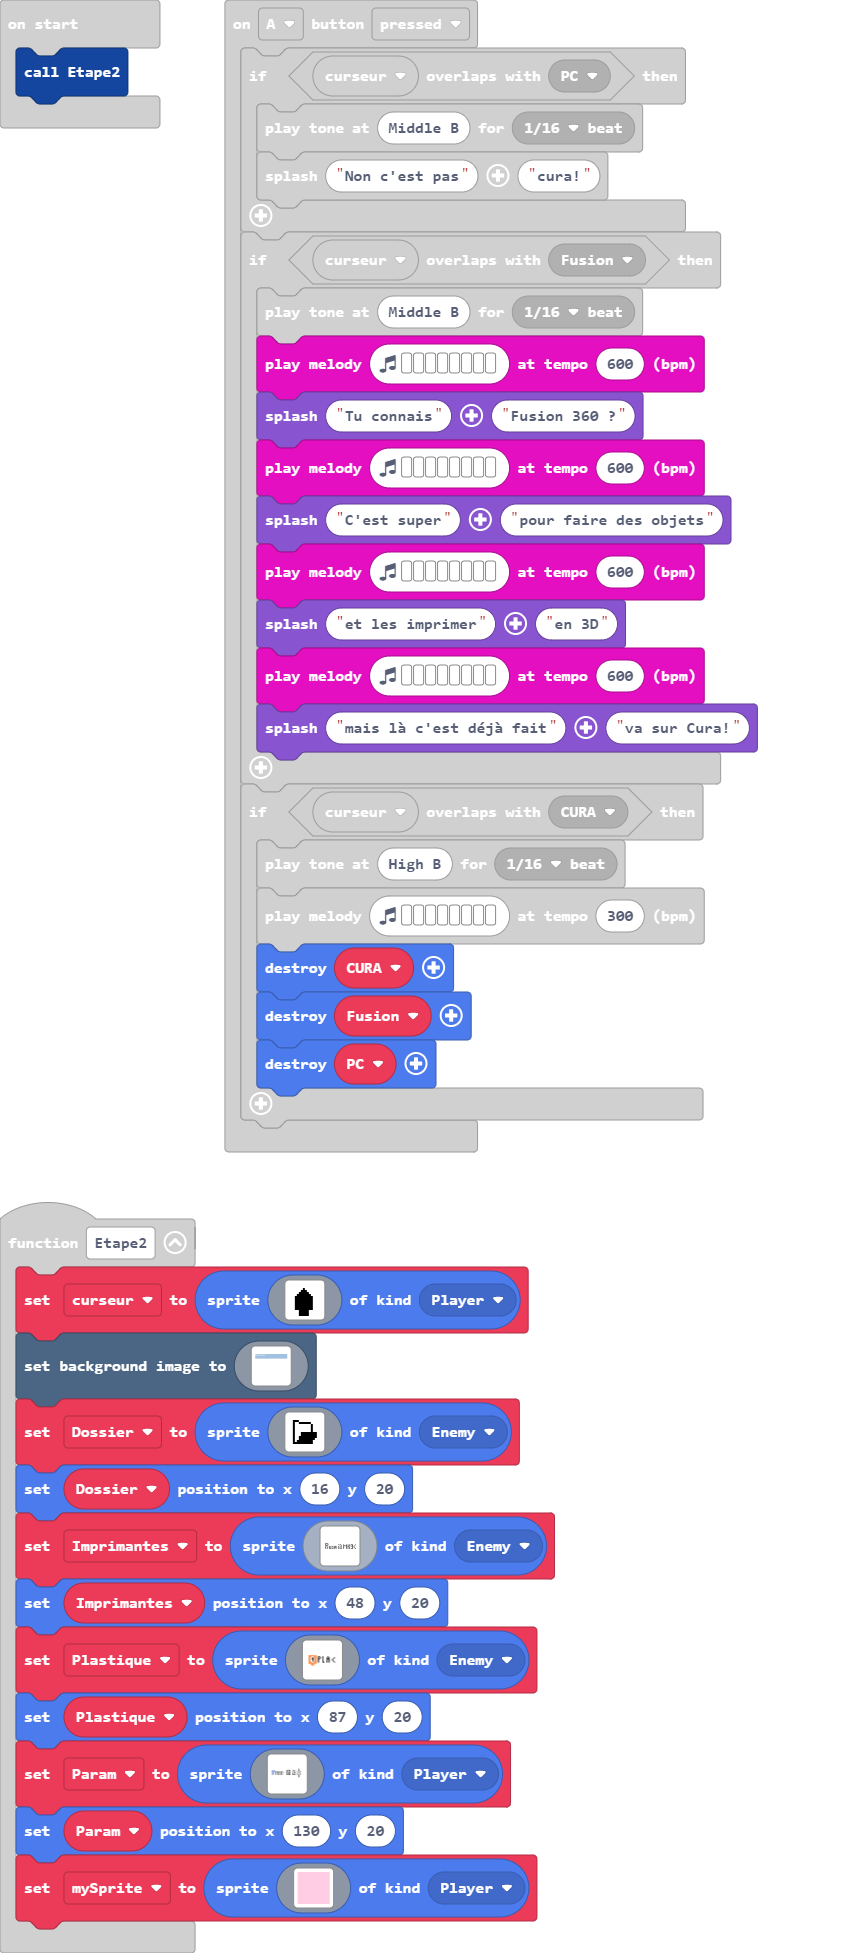 on start
call Etape2
on A button pressed
if curseur overlaps with PC then
play tone at Middle B for 1/16 beat
splash "Non c'est pas" "cura!"
if curseur overlaps with Fusion then
play tone at Middle B for 1/16 beat
play melody at tempo 600 (bpm)
splash "Tu connais" "Fusion 360 ?"
play melody at tempo 600 (bpm)
splash "C'est super" "pour faire des objets"
play melody at tempo 600 (bpm)
splash "et les imprimer" "en 3D"
play melody at tempo 600 (bpm)
splash "mais là c'est déjà fait" "va sur Cura!"
if curseur overlaps with CURA then
play tone at High B for 1/16 beat
play melody at tempo 300 (bpm)
destroy CURA
destroy Fusion
destroy PC
function Etape2
set curseur to sprite of kind Player
set background image to
set Dossier to sprite of kind Enemy
set Dossier position to x 16 y 20
set Imprimantes to sprite of kind Enemy
set Imprimantes position to x 48 y 20
set Plastique to sprite of kind Enemy
set Plastique position to x 87 y 20
set Param to sprite of kind Player
set Param position to x 130 y 20
set mySprite to sprite of kind Player